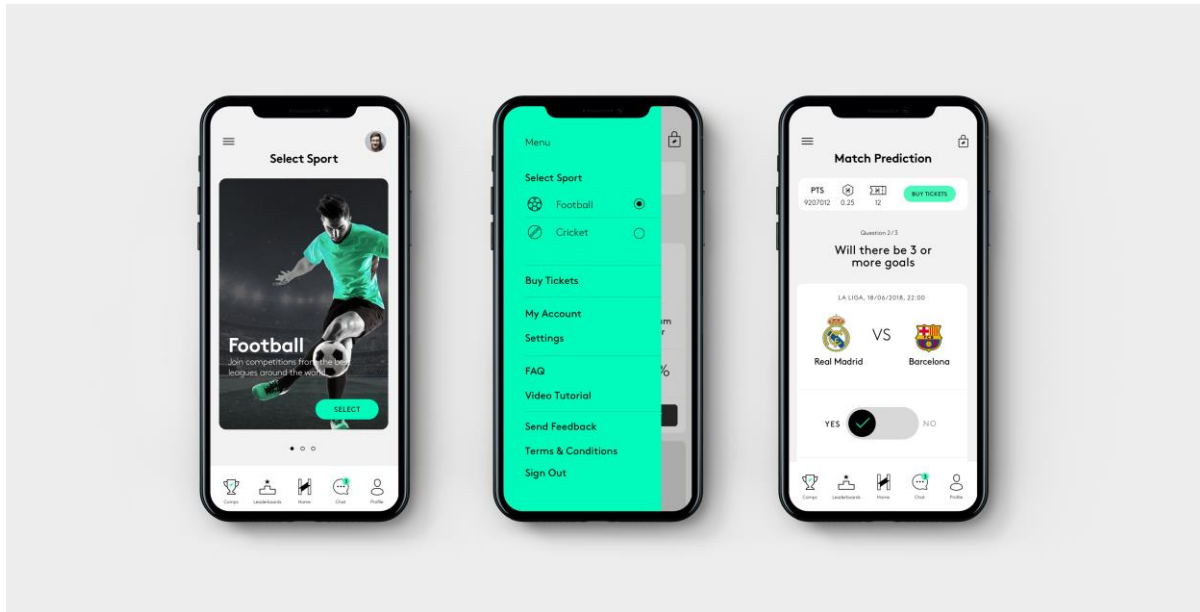 Select Sport
Football
Join competitions from the best
leagues around the world
SELECT
Comps
Leaderboards
Home
Chat
Profile
Menu
Select Sport
Football
Cricket
Buy Tickets
My Account
Settings
FAQ
Video Tutorial
Send Feedback
Terms & Conditions
Sign Out
%
Match Prediction
PTS
9207012 0.25 12
BUY TICKETS
Question 2/3
Will there be 3 or
more goals
LA LIGA, 18/06/2018, 22:00
VS
Real Madrid Barcelona
YES NO
Comps
Leaderboards
Home
Chat
Profile